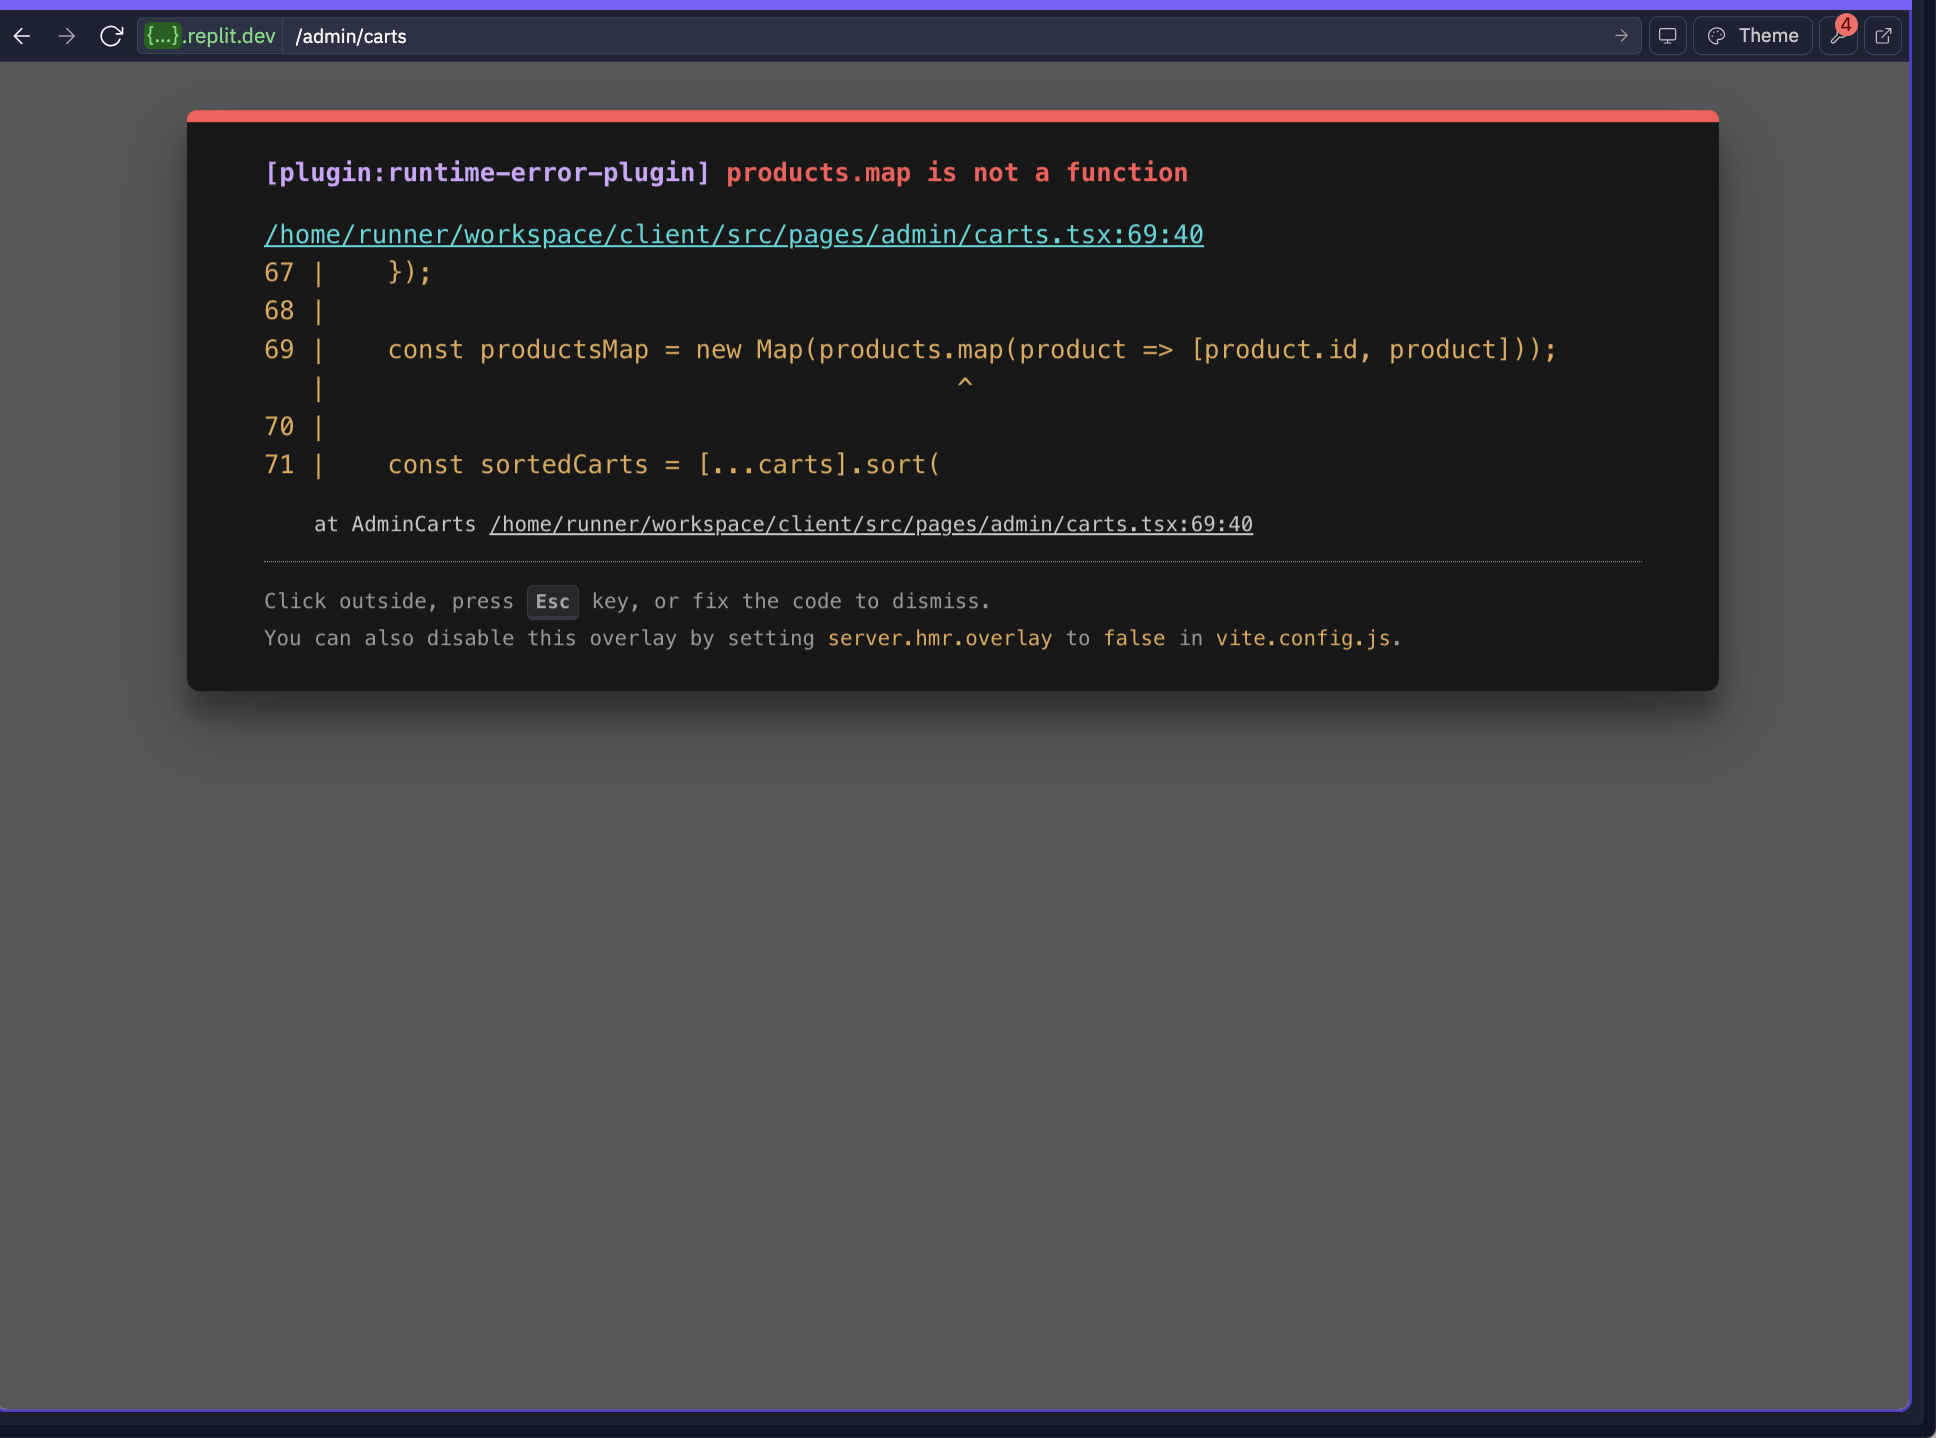 {...}.replit.dev /admin/carts Theme 4
[plugin:runtime-error-plugin] products.map is not a function
/home/runner/workspace/client/src/pages/admin/carts.tsx:69:40
67 |    });
68 |
69 |    const productsMap = new Map(products.map(product => [product.id, product]));
   |                                         ^
70 |
71 |    const sortedCarts = [...carts].sort(
at AdminCarts /home/runner/workspace/client/src/pages/admin/carts.tsx:69:40
Click outside, press Esc key, or fix the code to dismiss.
You can also disable this overlay by setting server.hmr.overlay to false in vite.config.js.